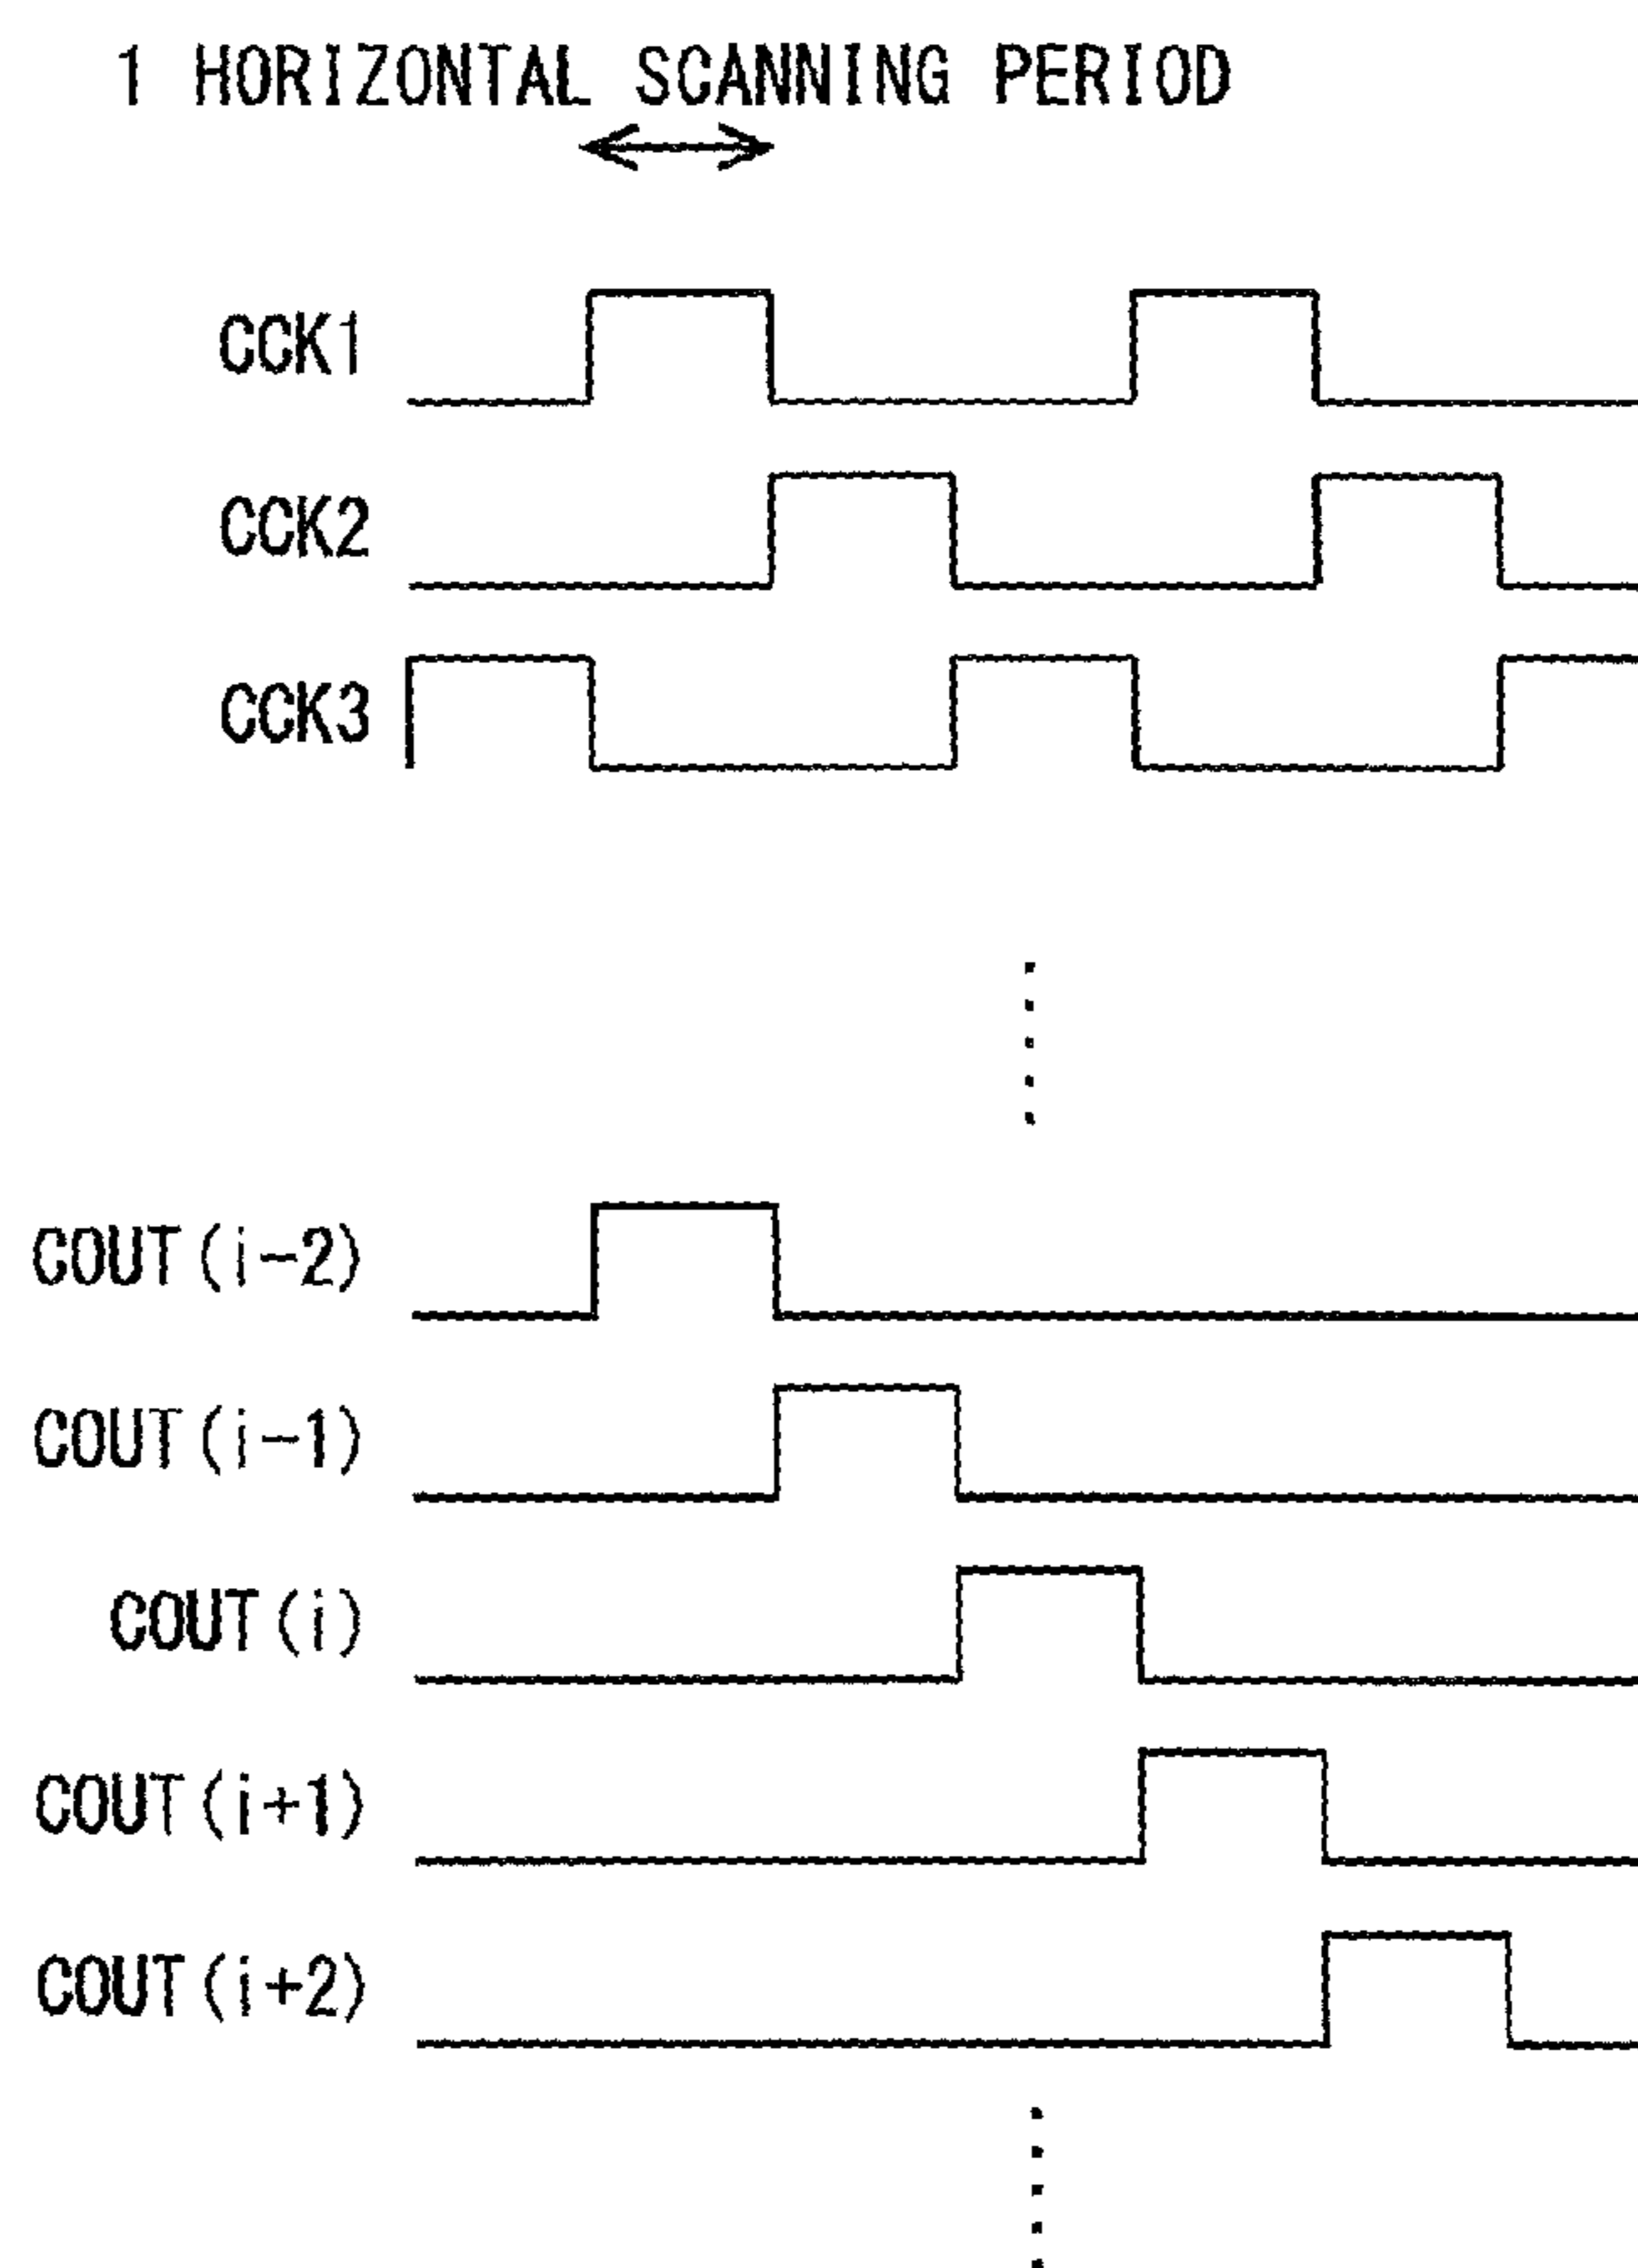 1 HORIZONTAL SCANNING PERIOD
CCK1
CCK2
CCK3
COUT(i-2)
COUT(i-1)
COUT(i)
COUT(i+1)
COUT(i+2)